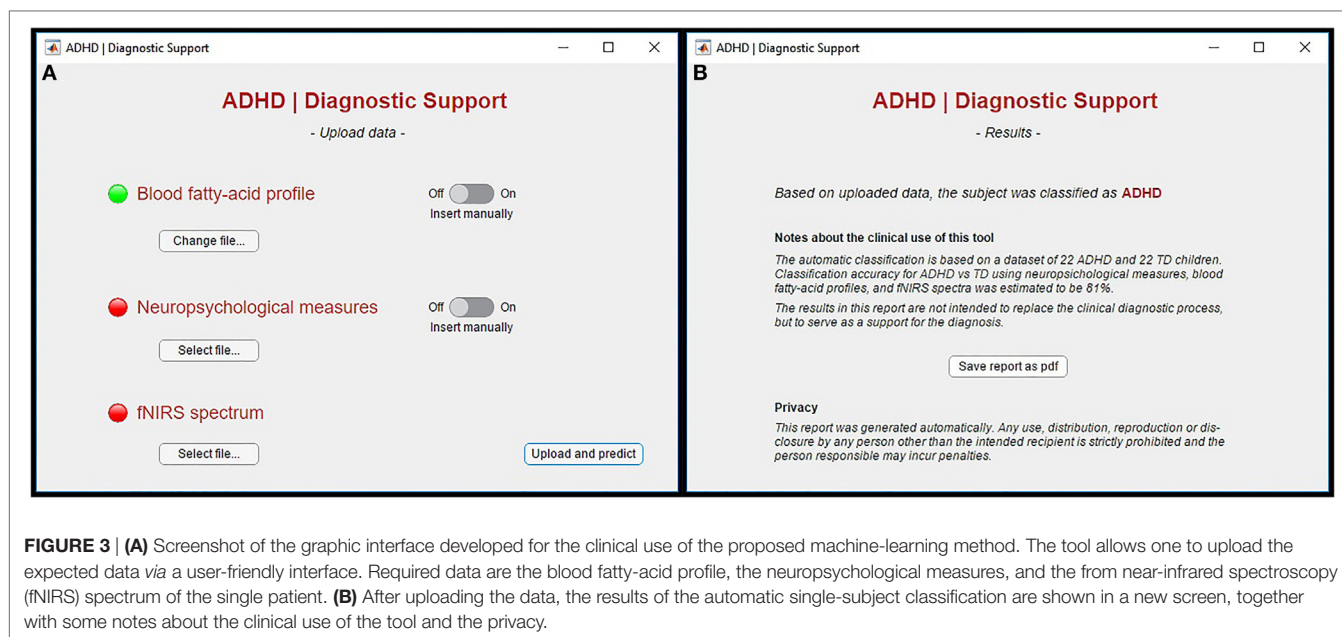 ADHD | Diagnostic Support
A
ADHD | Diagnostic Support
- Upload data -
Blood fatty-acid profile
Off On
Insert manually
Change file...
Neuropsychological measures
Off On
Insert manually
Select file...
fNIRS spectrum
Select file...
Upload and predict
ADHD | Diagnostic Support
B
ADHD | Diagnostic Support
- Results -
Based on uploaded data, the subject was classified as ADHD
Notes about the clinical use of this tool
The automatic classification is based on a dataset of 22 ADHD and 22 TD children.
Classification accuracy for ADHD vs TD using neuropsichological measures, blood
fatty-acid profiles, and fNIRS spectra was estimated to be 81%.
The results in this report are not intended to replace the clinical diagnostic process,
but to serve as a support for the diagnosis.
Save report as pdf
Privacy
This report was generated automatically. Any use, distribution, reproduction or dis-
closure by any person other than the intended recipient is strictly prohibited and the
person responsible may incur penalties.
FIGURE 3 | (A) Screenshot of the graphic interface developed for the clinical use of the proposed machine-learning method. The tool allows one to upload the
expected data via a user-friendly interface. Required data are the blood fatty-acid profile, the neuropsychological measures, and the from near-infrared spectroscopy
(fNIRS) spectrum of the single patient. (B) After uploading the data, the results of the automatic single-subject classification are shown in a new screen, together
with some notes about the clinical use of the tool and the privacy.